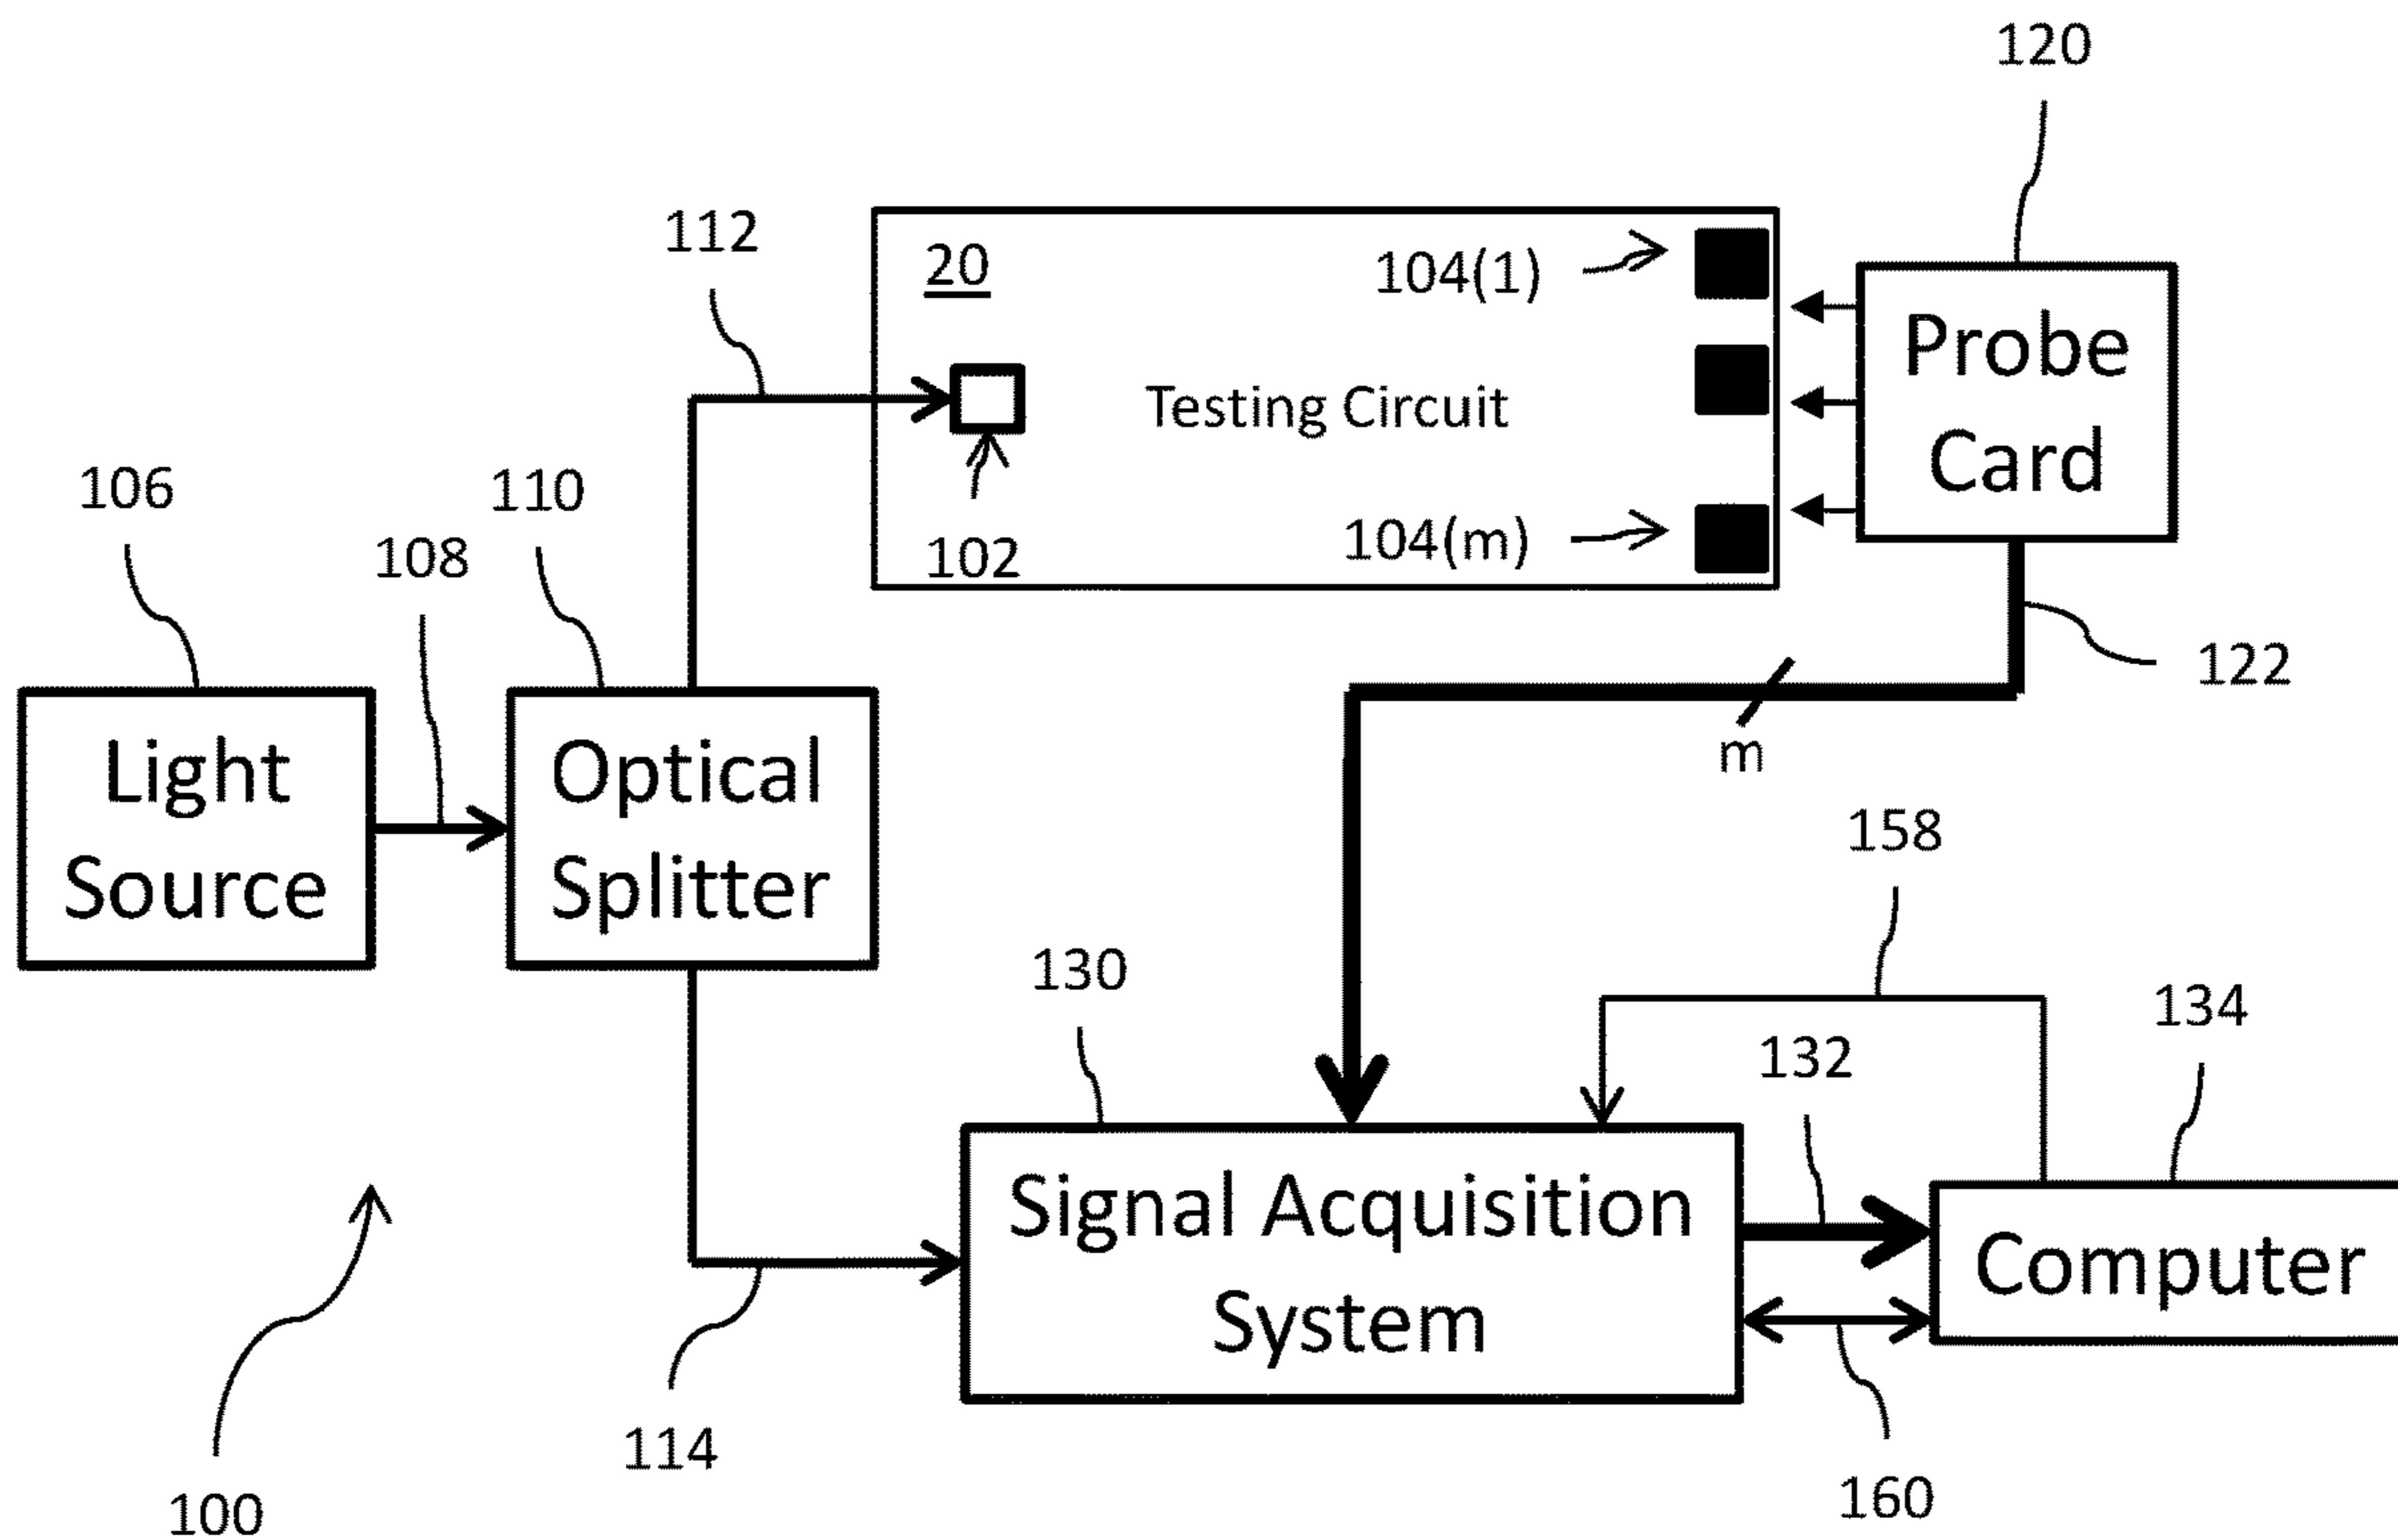 120
112
20
104(1)
Probe
Card
Testing Circuit
106
110
108
102
104(m)
122
Light
Source
Optical
Splitter
m
158
130
134
132
Signal Acquisition
System
Computer
114
160
100